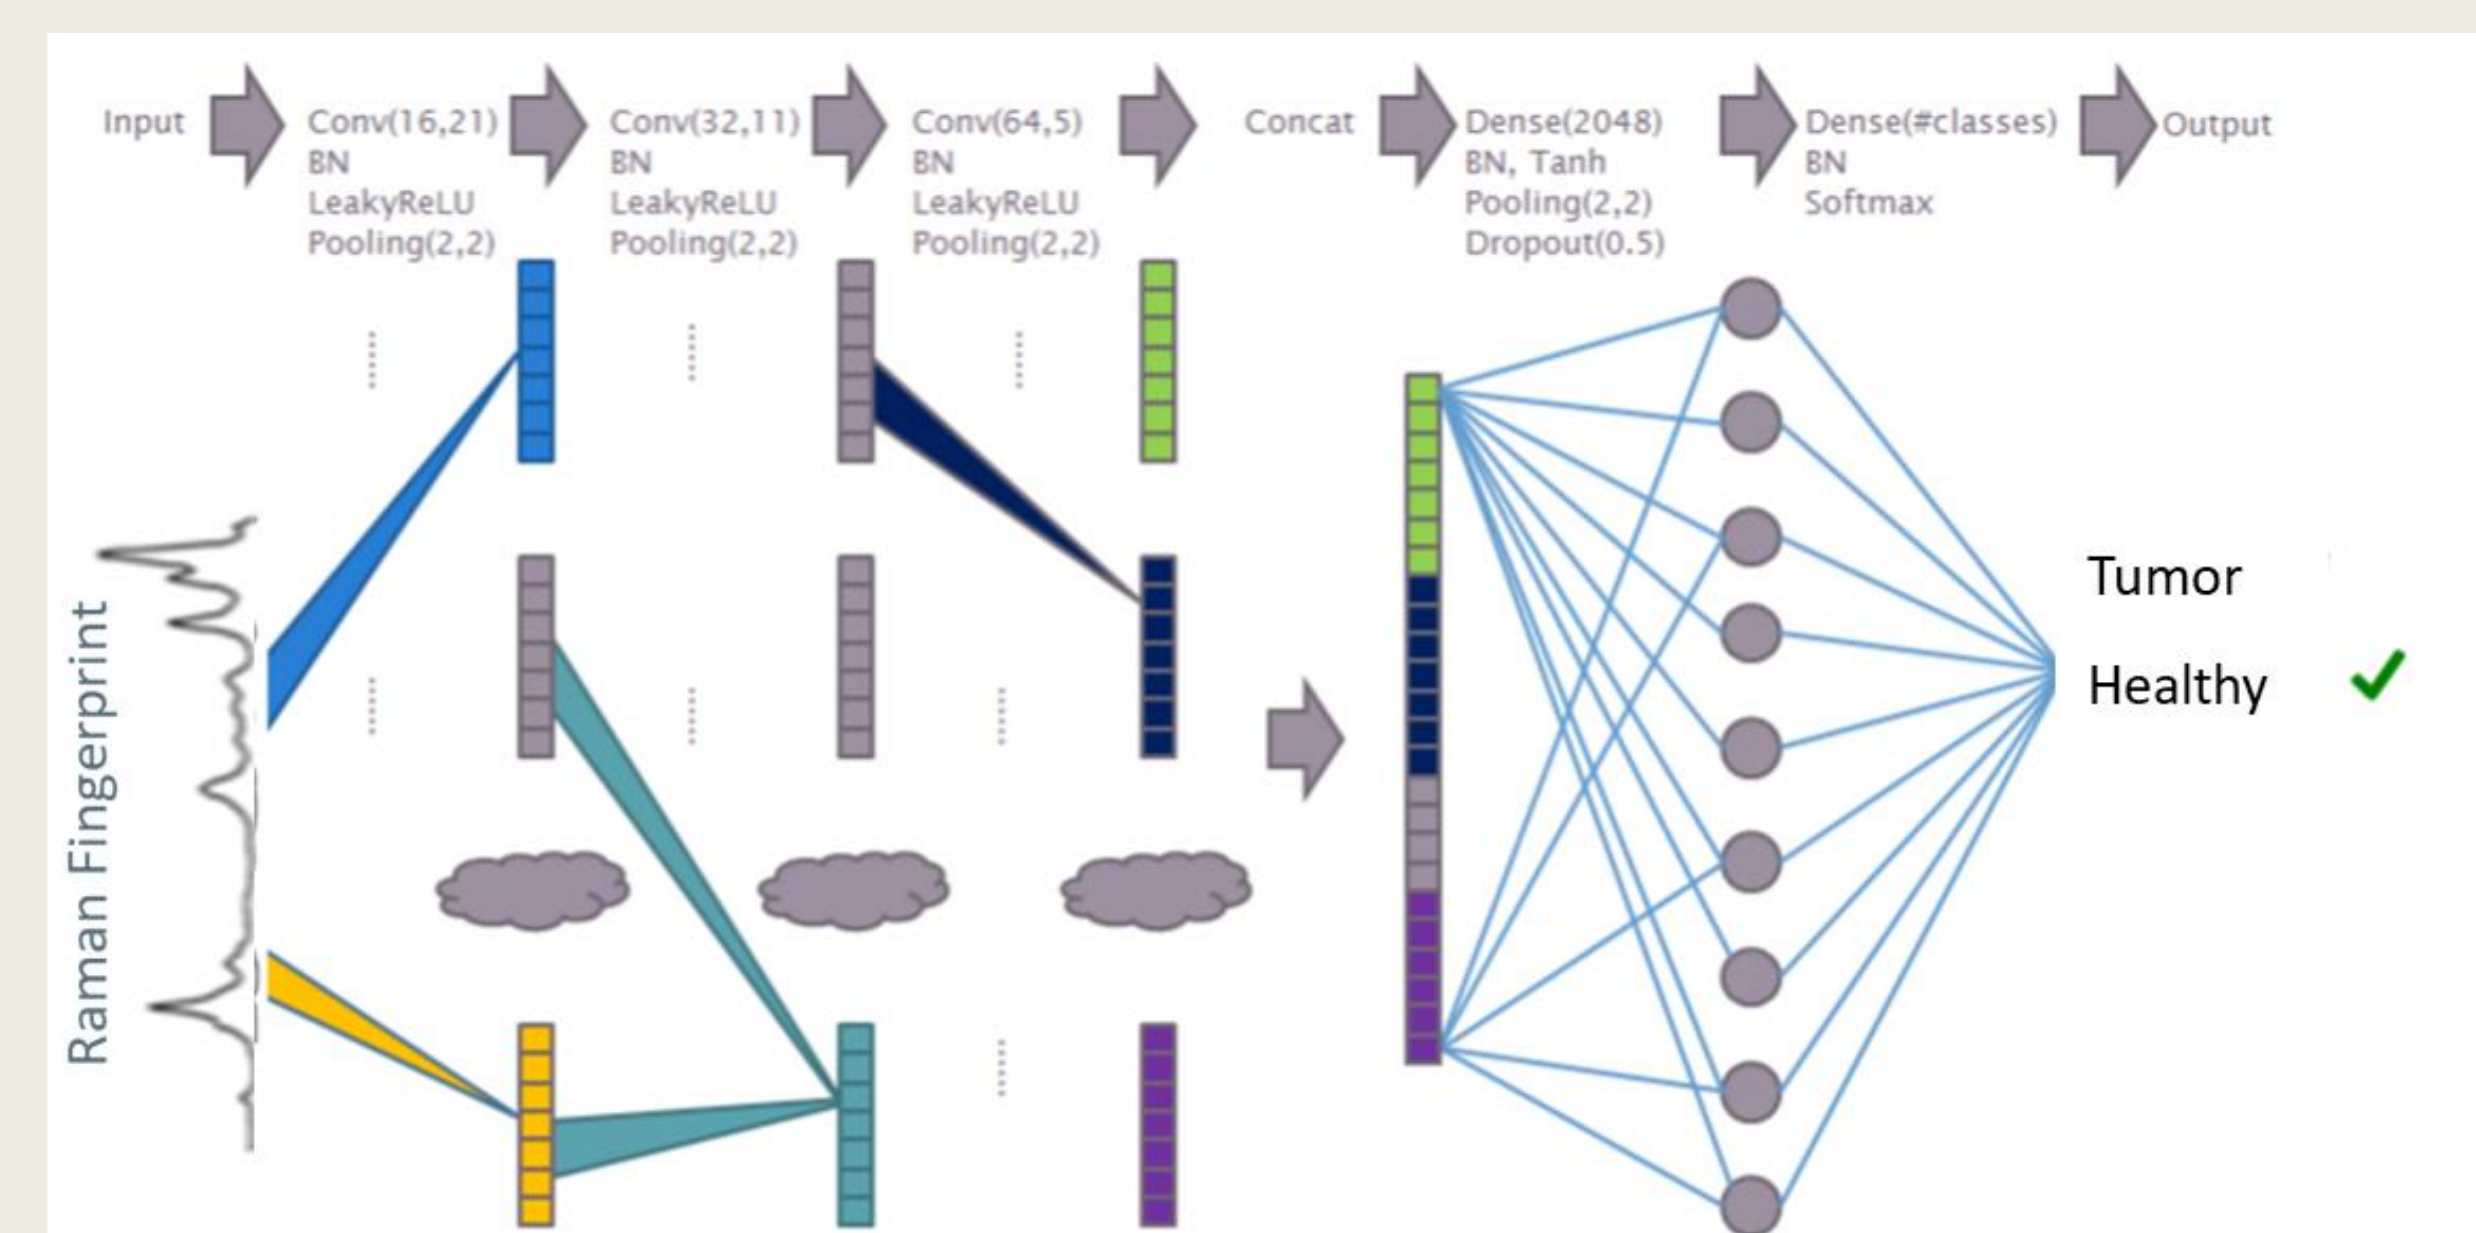 Input
Conv(16,21)
BN
LeakyReLU
Pooling(2,2)
Conv(32,11)
BN
LeakyReLU
Pooling(2,2)
Conv(64,5)
BN
LeakyReLU
Pooling(2,2)
Concat
Dense(2048)
BN, Tanh
Pooling(2,2)
Dropout(0.5)
Dense(#classes)
BN
Softmax
Output
Raman Fingerprint
Tumor
Healthy